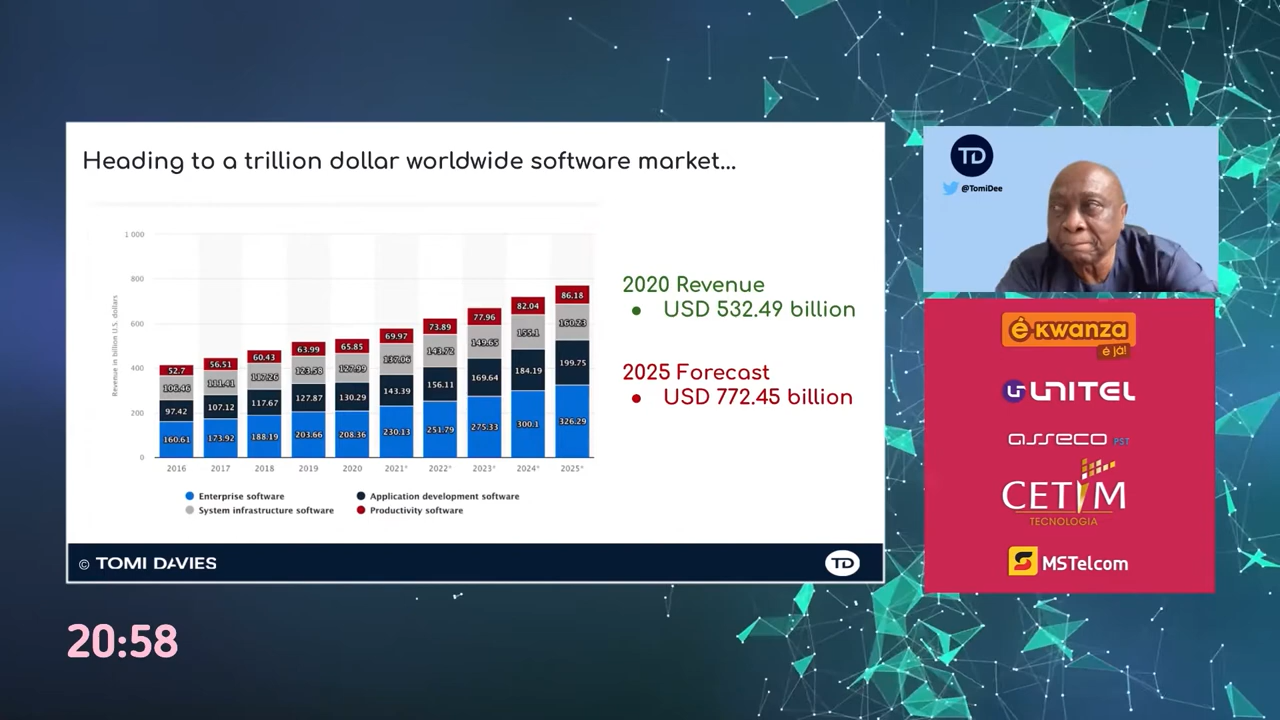 Heading to a trillion dollar worldwide software market...
Revenue in billion U.S. dollars
1 000
800
600
400
200
0
52.7
106.46
97.42
160.61
56.51
111.41
107.12
173.92
60.43
117.26
117.67
188.19
63.99
123.58
127.87
203.66
65.85
127.99
130.29
208.36
69.97
137.06
143.39
230.13
73.89
143.72
156.11
251.79
77.96
149.65
169.64
275.33
82.04
155.1
184.19
300.1
86.18
160.23
199.75
326.29
2016 2017 2018 2019 2020 2021* 2022* 2023* 2024* 2025*
Enterprise software
Application development software
System infrastructure software
Productivity software
2020 Revenue
• USD 532.49 billion
2025 Forecast
• USD 772.45 billion
© TOMI DAVIES
TD
TD
@TomiDee
é-kwanza
é já!
UNITEL
asseco PST
CETIM
TECNOLOGIA
MSTelcom
20:58